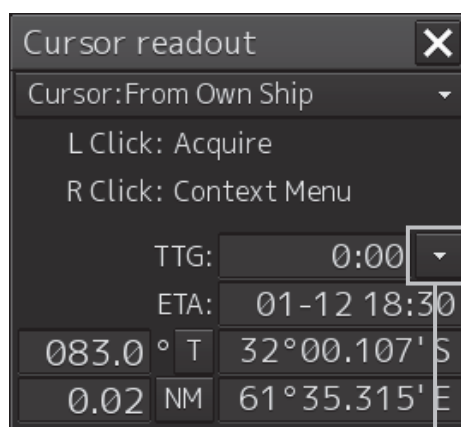 Cursor readout
Cursor:From Own Ship
L Click: Acquire
R Click: Context Menu
TTG: 0:00
ETA: 01-12 18:30
083.0 ° T 32°00.107' S
0.02 NM 61°35.315' E